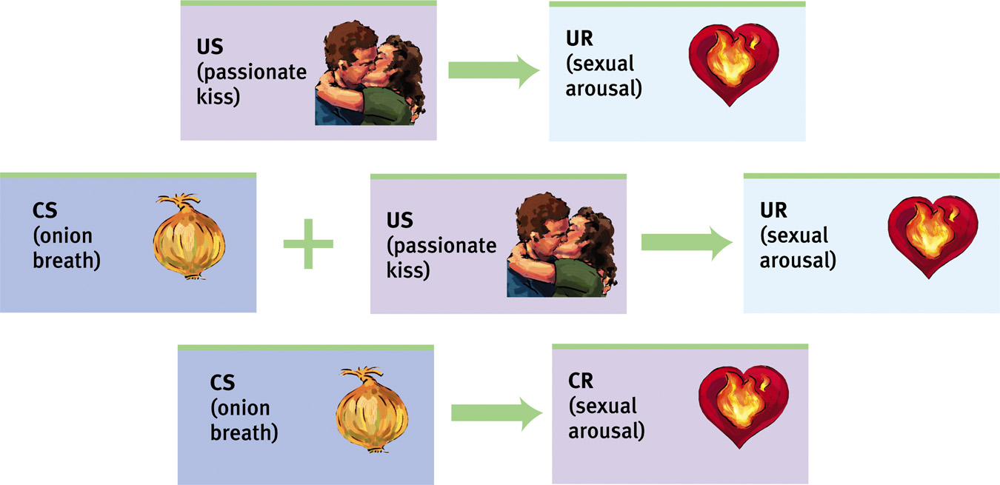 US
(passionate
kiss)
UR
(sexual
arousal)
CS
(onion
breath)
US
(passionate
kiss)
UR
(sexual
arousal)
CS
(onion
breath)
CR
(sexual
arousal)